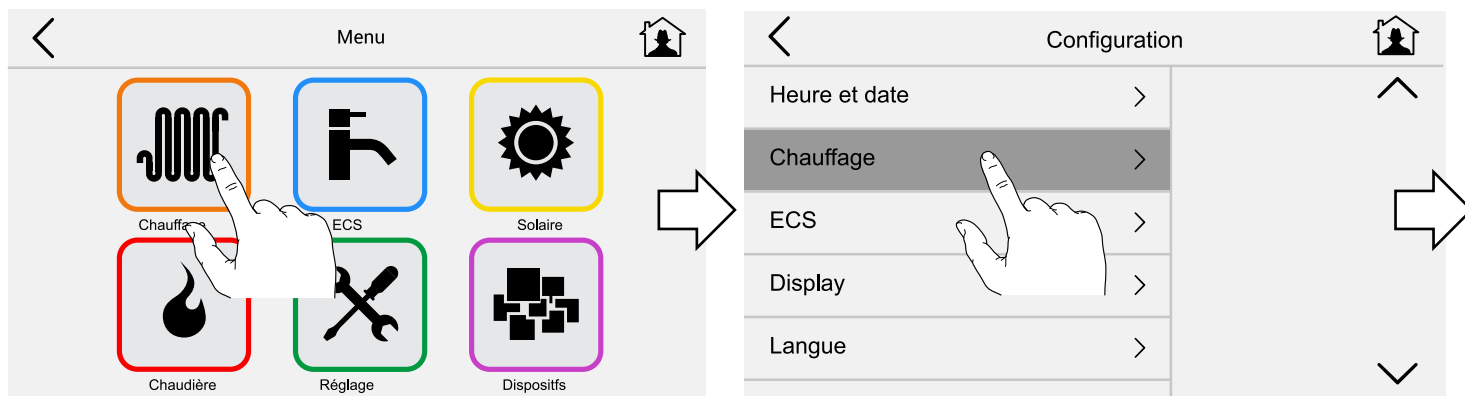 Menu
Chauffage
ECS
Solaire
Chaudière
Réglage
Dispositfs
Configuration
Heure et date
Chauffage
ECS
Display
Langue